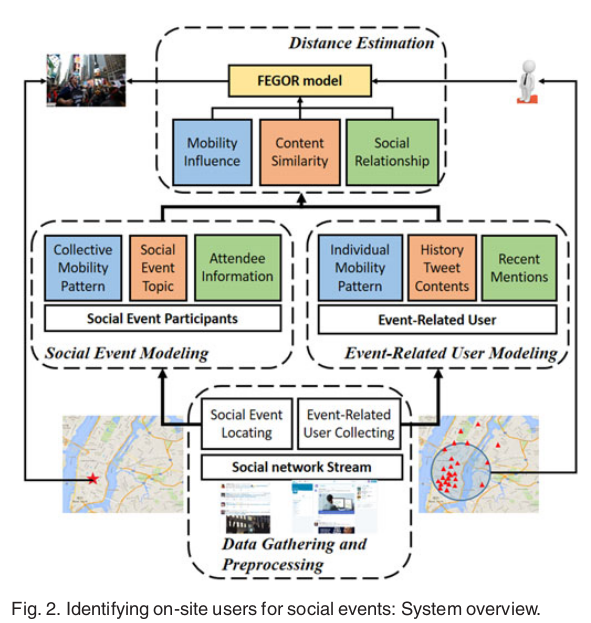 Distance Estimation
FEGOR model
Mobility
Influence
Content
Similarity
Social
Relationship
Collective
Mobility
Pattern
Social
Event
Topic
Attendee
Information
Social Event Participants
Social Event Modeling
Individual
Mobility
Pattern
History
Tweet
Contents
Recent
Mentions
Event-Related User
Event-Related User Modeling
Social Event
Locating
Event-Related
User Collecting
Social network Stream
Data Gathering and
Preprocessing
Fig. 2. Identifying on-site users for social events: System overview.